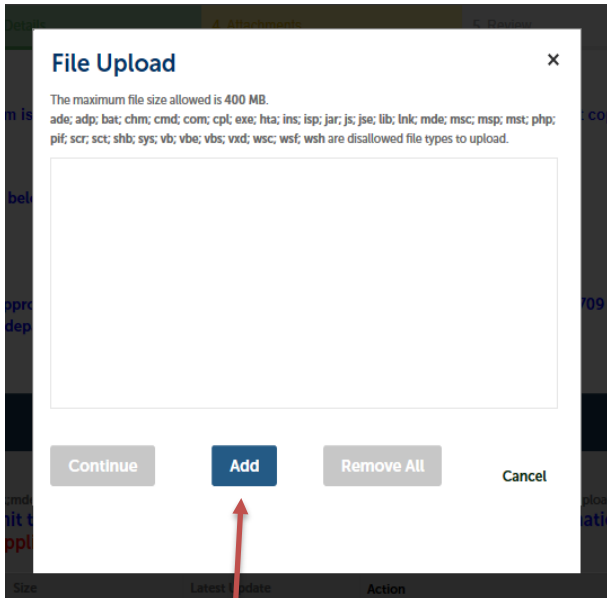 Details
4 Attachments
5 Review
File Upload
×
The maximum file size allowed is 400 MB.
ade; adp; bat; chm; cmd; com; cpl; exe; hta; ins; isp; jar; js; jse; lib; lnk; mde; msc; msp; mst; php;
pif; scr; sct; shb; sys; vb; vbe; vbs; vxd; wsc; wsf; wsh are disallowed file types to upload.
m is
709
Continue
Add
Remove All
Cancel
Size
Latest Update
Action